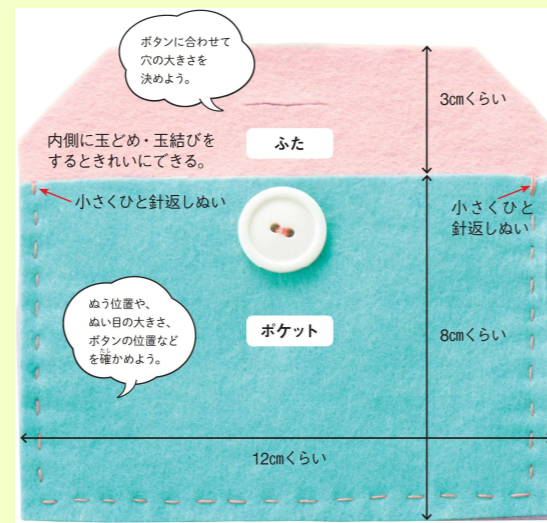 ボタンに合わせて
穴の大きさを
決めよう。
3cmくらい
内側に玉どめ・玉結びを
するときれいにできる。
ふた
小さくひと針返しぬい
小さくひと
針返しぬい
ぬう位置や、
ぬい目の大きさ、
ボタンの位置など
を確かめよう。
たし
ポケット
8cmくらい
12cmくらい